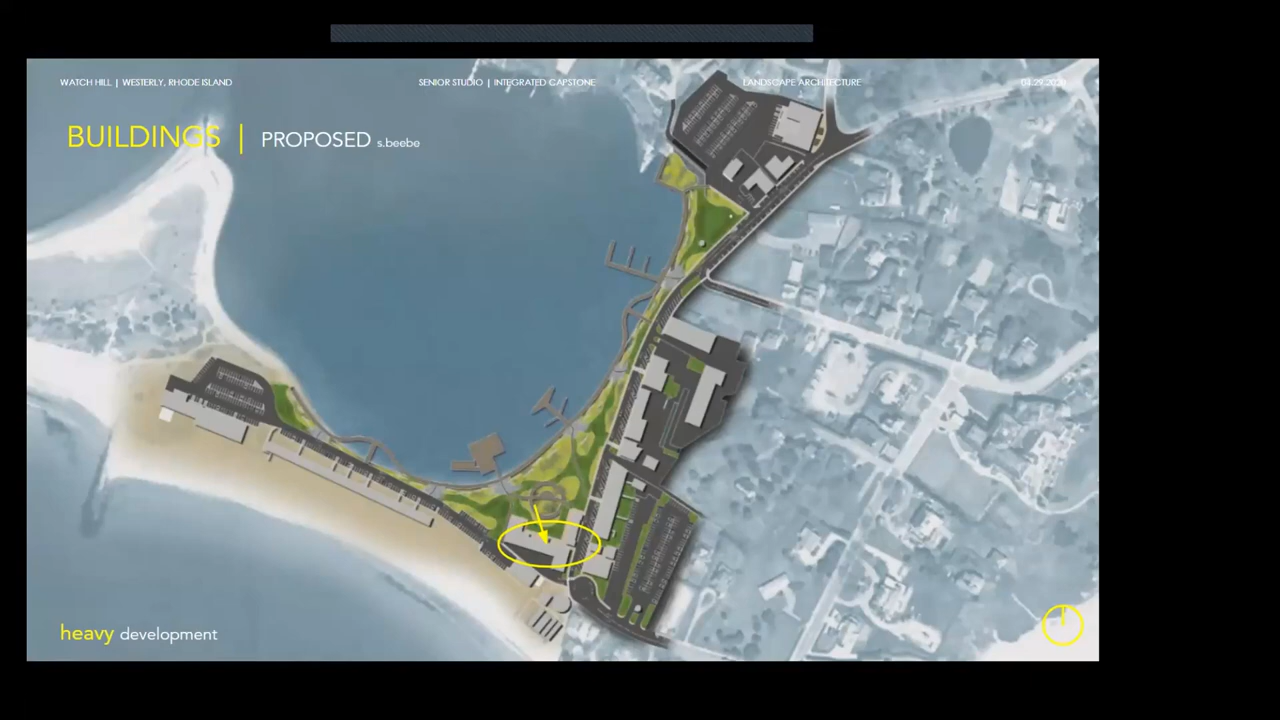 WATCH HILL | WESTERLY, RHODE ISLAND
SENIOR STUDIO | INTEGRATED CAPSTONE
LANDSCAPE ARCHITECTURE
BUILDINGS | PROPOSED s.beebe
heavy development